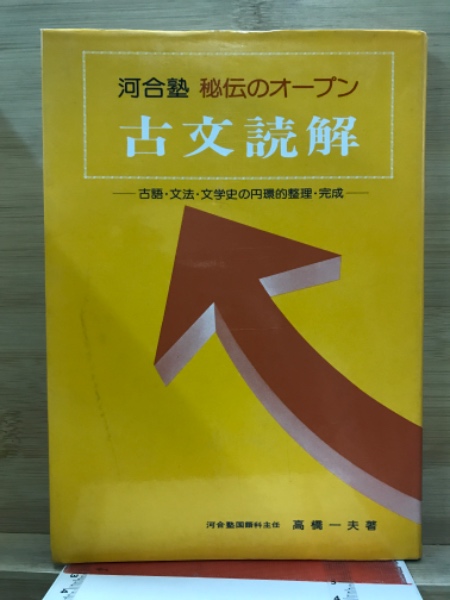 河合塾 秘伝のオープン
古文読解
古語・文法・文学史の円環的整理・完成
河合塾国語科主任 高橋一夫著